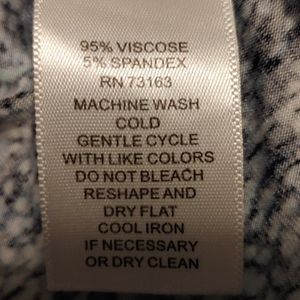 95% VISCOSE
5% SPANDEX
RN 73163
MACHINE WASH
COLD
GENTLE CYCLE
WITH LIKE COLORS
DO NOT BLEACH
RESHAPE AND
DRY FLAT
COOL IRON
IF NECESSARY
OR DRY CLEAN